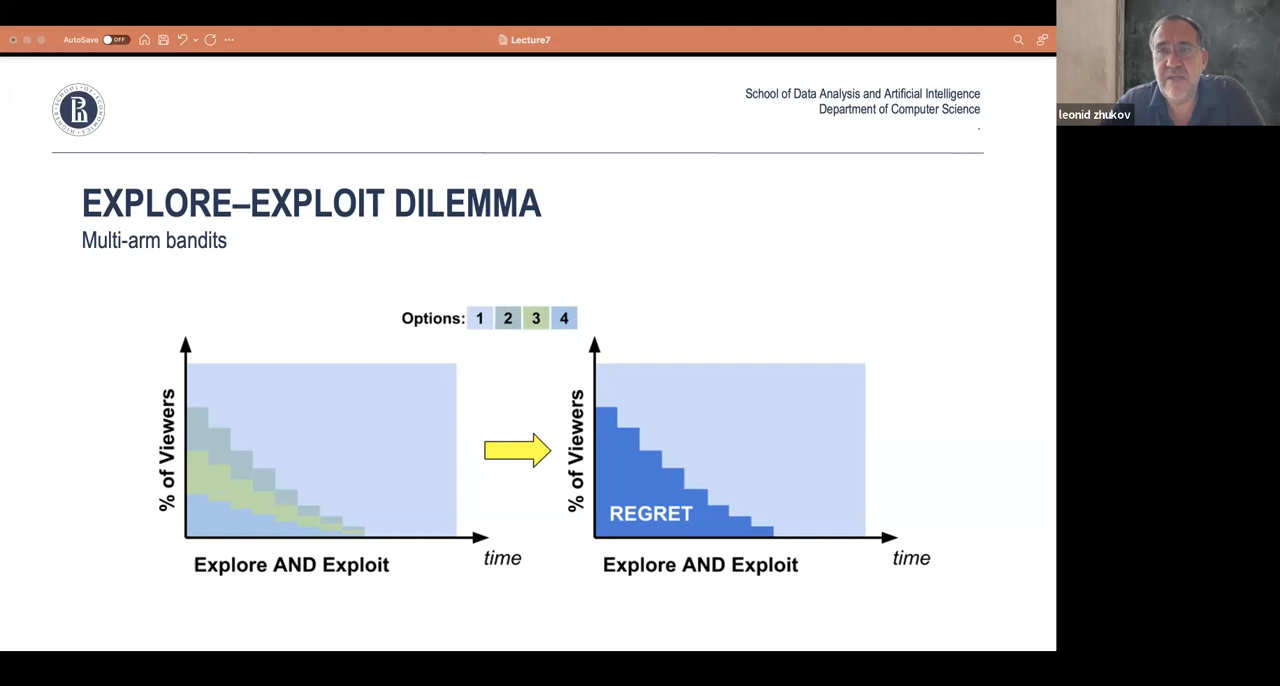 AutoSave OFF
Lecture7
leonid zhukov
School of Data Analysis and Artificial Intelligence
Department of Computer Science
.
EXPLORE–EXPLOIT DILEMMA
Multi-arm bandits
Options: 1 2 3 4
% of Viewers
Explore AND Exploit
time
% of Viewers
REGRET
Explore AND Exploit
time